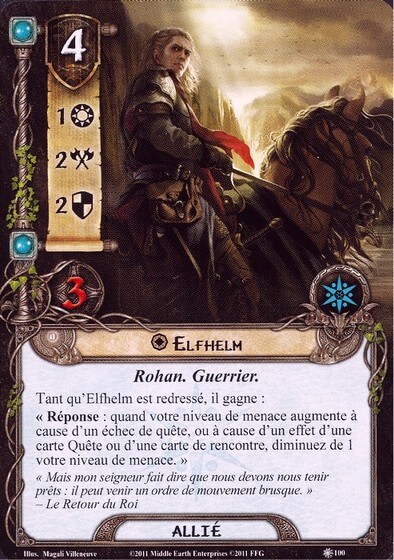 4
1
2
2
3
ELFHELM
Rohan. Guerrier.
Tant qu'Elfhelm est redressé, il gagne :
« Réponse : quand votre niveau de menace augmente à
cause d'un échec de quête, ou à cause d'un effet d'une
carte Quête ou d'une carte de rencontre, diminuez de 1
votre niveau de menace. »
« Mais mon seigneur fait dire que nous devons nous tenir
prêts : il peut venir un ordre de mouvement brusque. »
– Le Retour du Roi
ALLIÉ
Illus. Magali Villeneuve ©2011 Middle Earth Enterprises ©2011 FFG 100